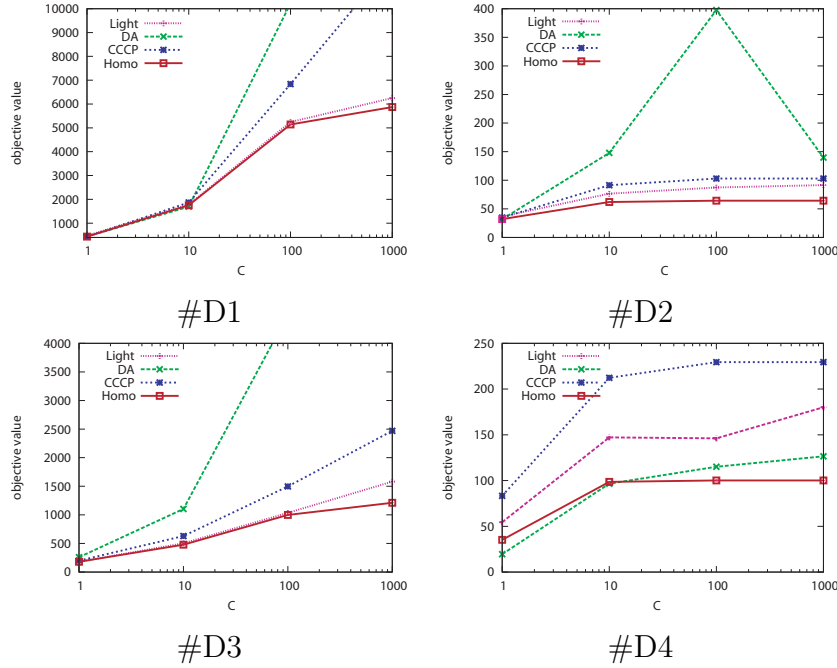 10000
9000
8000
7000
6000
5000
4000
3000
2000
1000
objective value
Light
DA
CCCP
Homo
1 10 100 1000
C
#D1
400
350
300
250
200
150
100
50
0
objective value
Light
DA
CCCP
Homo
1 10 100 1000
C
#D2
4000
3500
3000
2500
2000
1500
1000
500
0
objective value
Light
DA
CCCP
Homo
1 10 100 1000
C
#D3
250
200
150
100
50
0
objective value
Light
DA
CCCP
Homo
1 10 100 1000
C
#D4